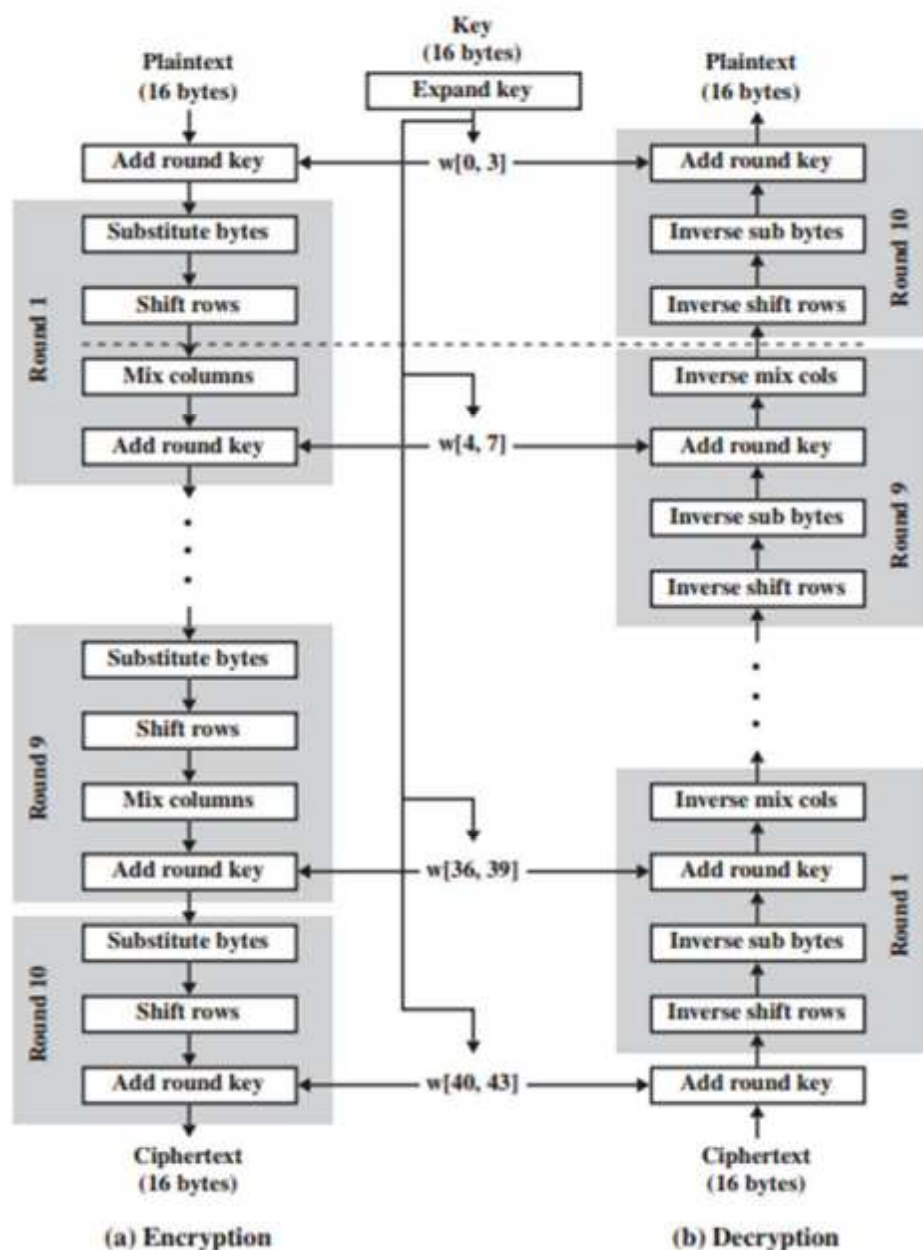 Key
(16 bytes)
Expand key
Plaintext
(16 bytes)
Add round key
Round 1
Substitute bytes
Shift rows
Mix columns
Add round key
Round 9
Substitute bytes
Shift rows
Mix columns
Add round key
Round 10
Substitute bytes
Shift rows
Add round key
Ciphertext
(16 bytes)
(a) Encryption
w[0, 3]
w[4, 7]
w[36, 39]
w[40, 43]
Plaintext
(16 bytes)
Add round key
Inverse sub bytes
Inverse shift rows
Round 10
Inverse mix cols
Add round key
Inverse sub bytes
Inverse shift rows
Round 9
Inverse mix cols
Add round key
Inverse sub bytes
Inverse shift rows
Round 1
Add round key
Ciphertext
(16 bytes)
(b) Decryption